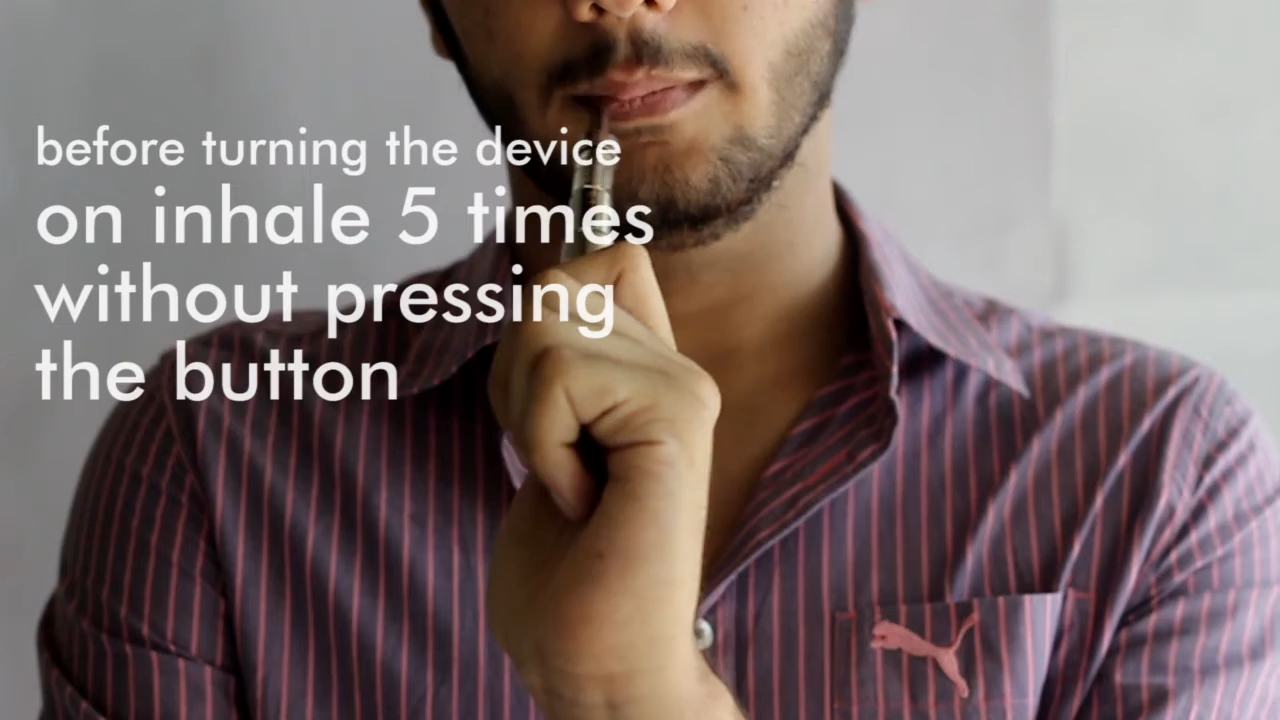 before turning the device
on inhale 5 times
without pressing
the button